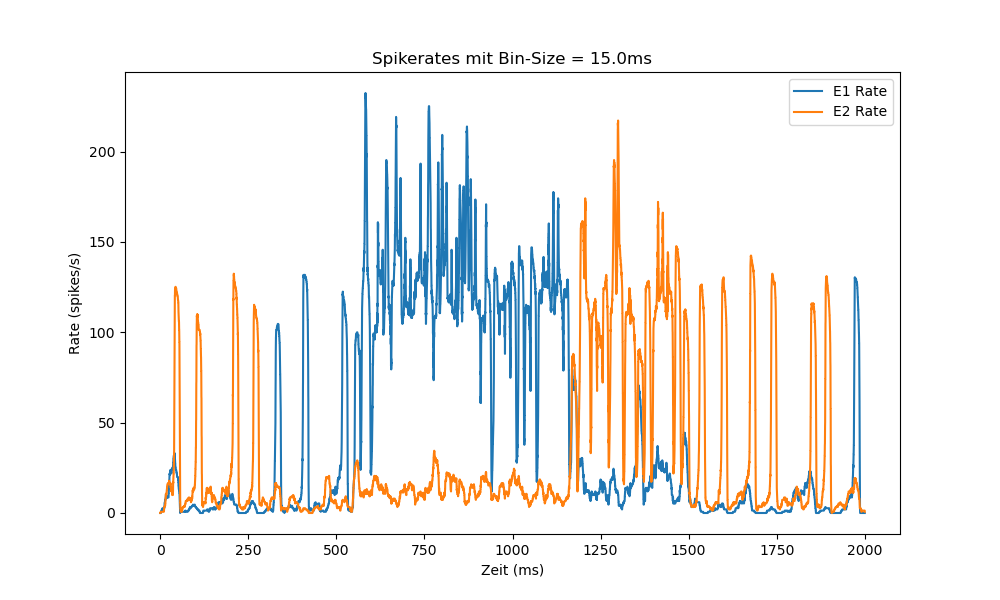 Spikerates mit Bin-Size = 15.0ms
E1 Rate
E2 Rate
Rate (spikes/s)
200
150
100
50
0
0 250 500 750 1000 1250 1500 1750 2000
Zeit (ms)